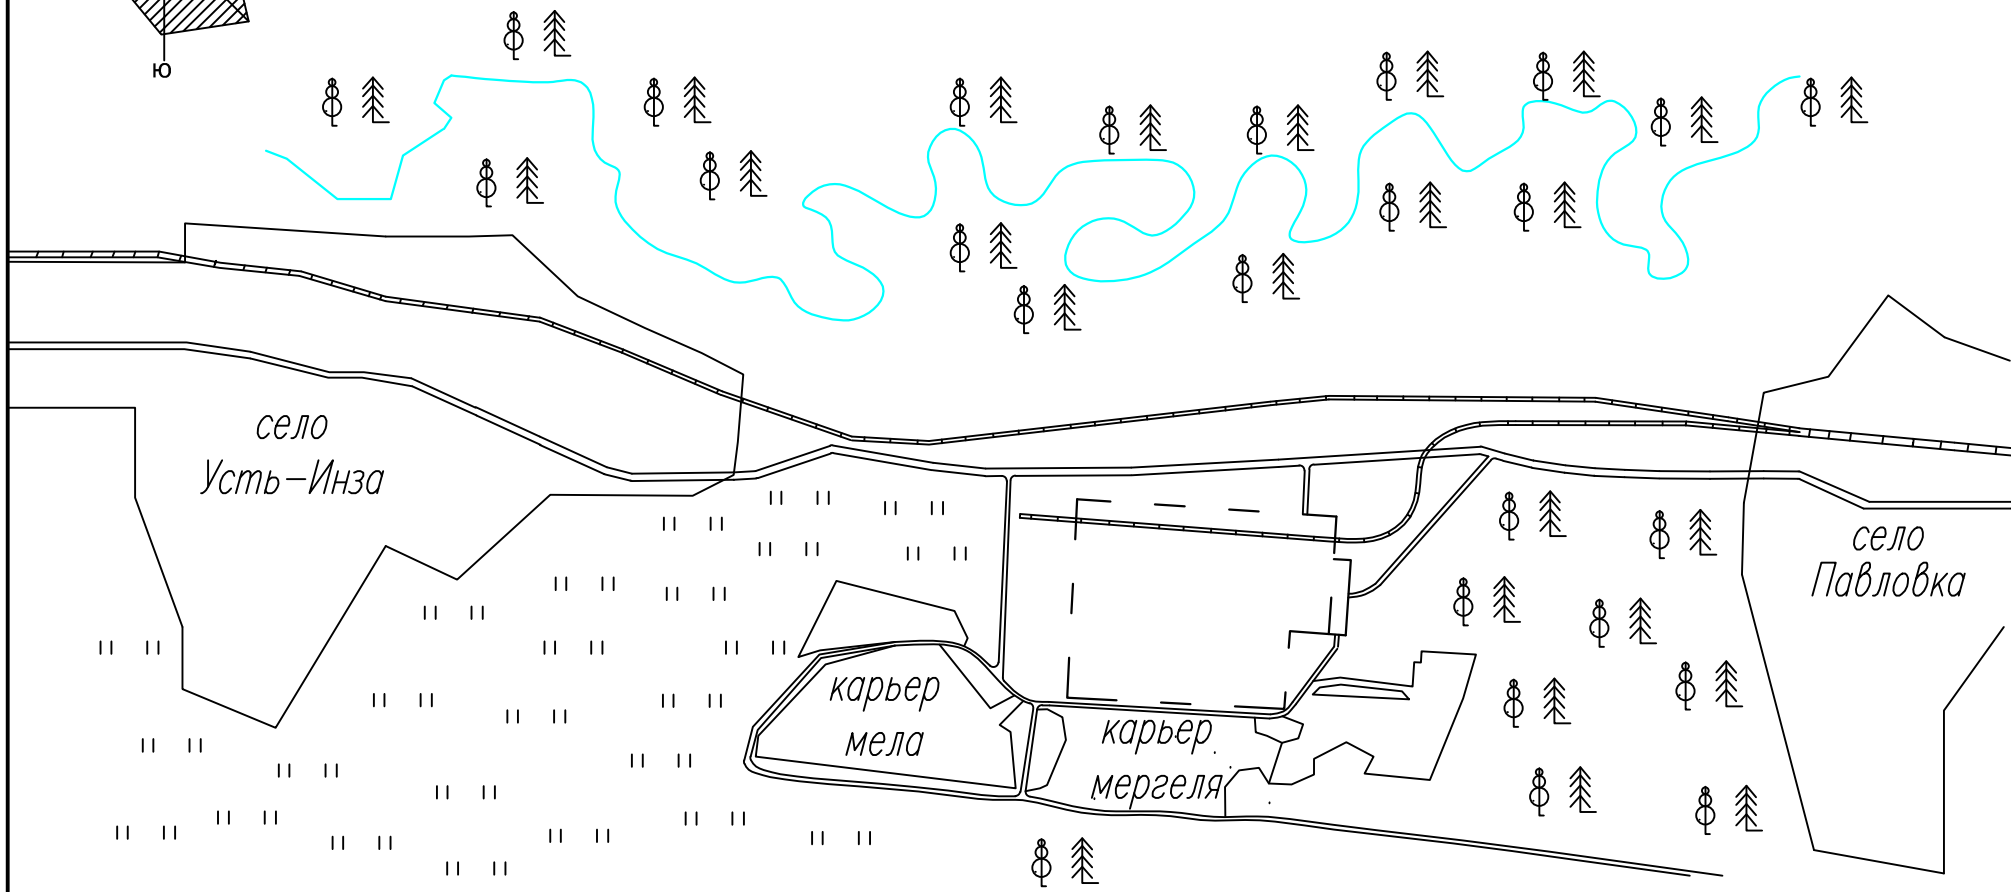 ю
село
Усть-Инза
село
Павловка
карьер
мела
карьер
мергеля